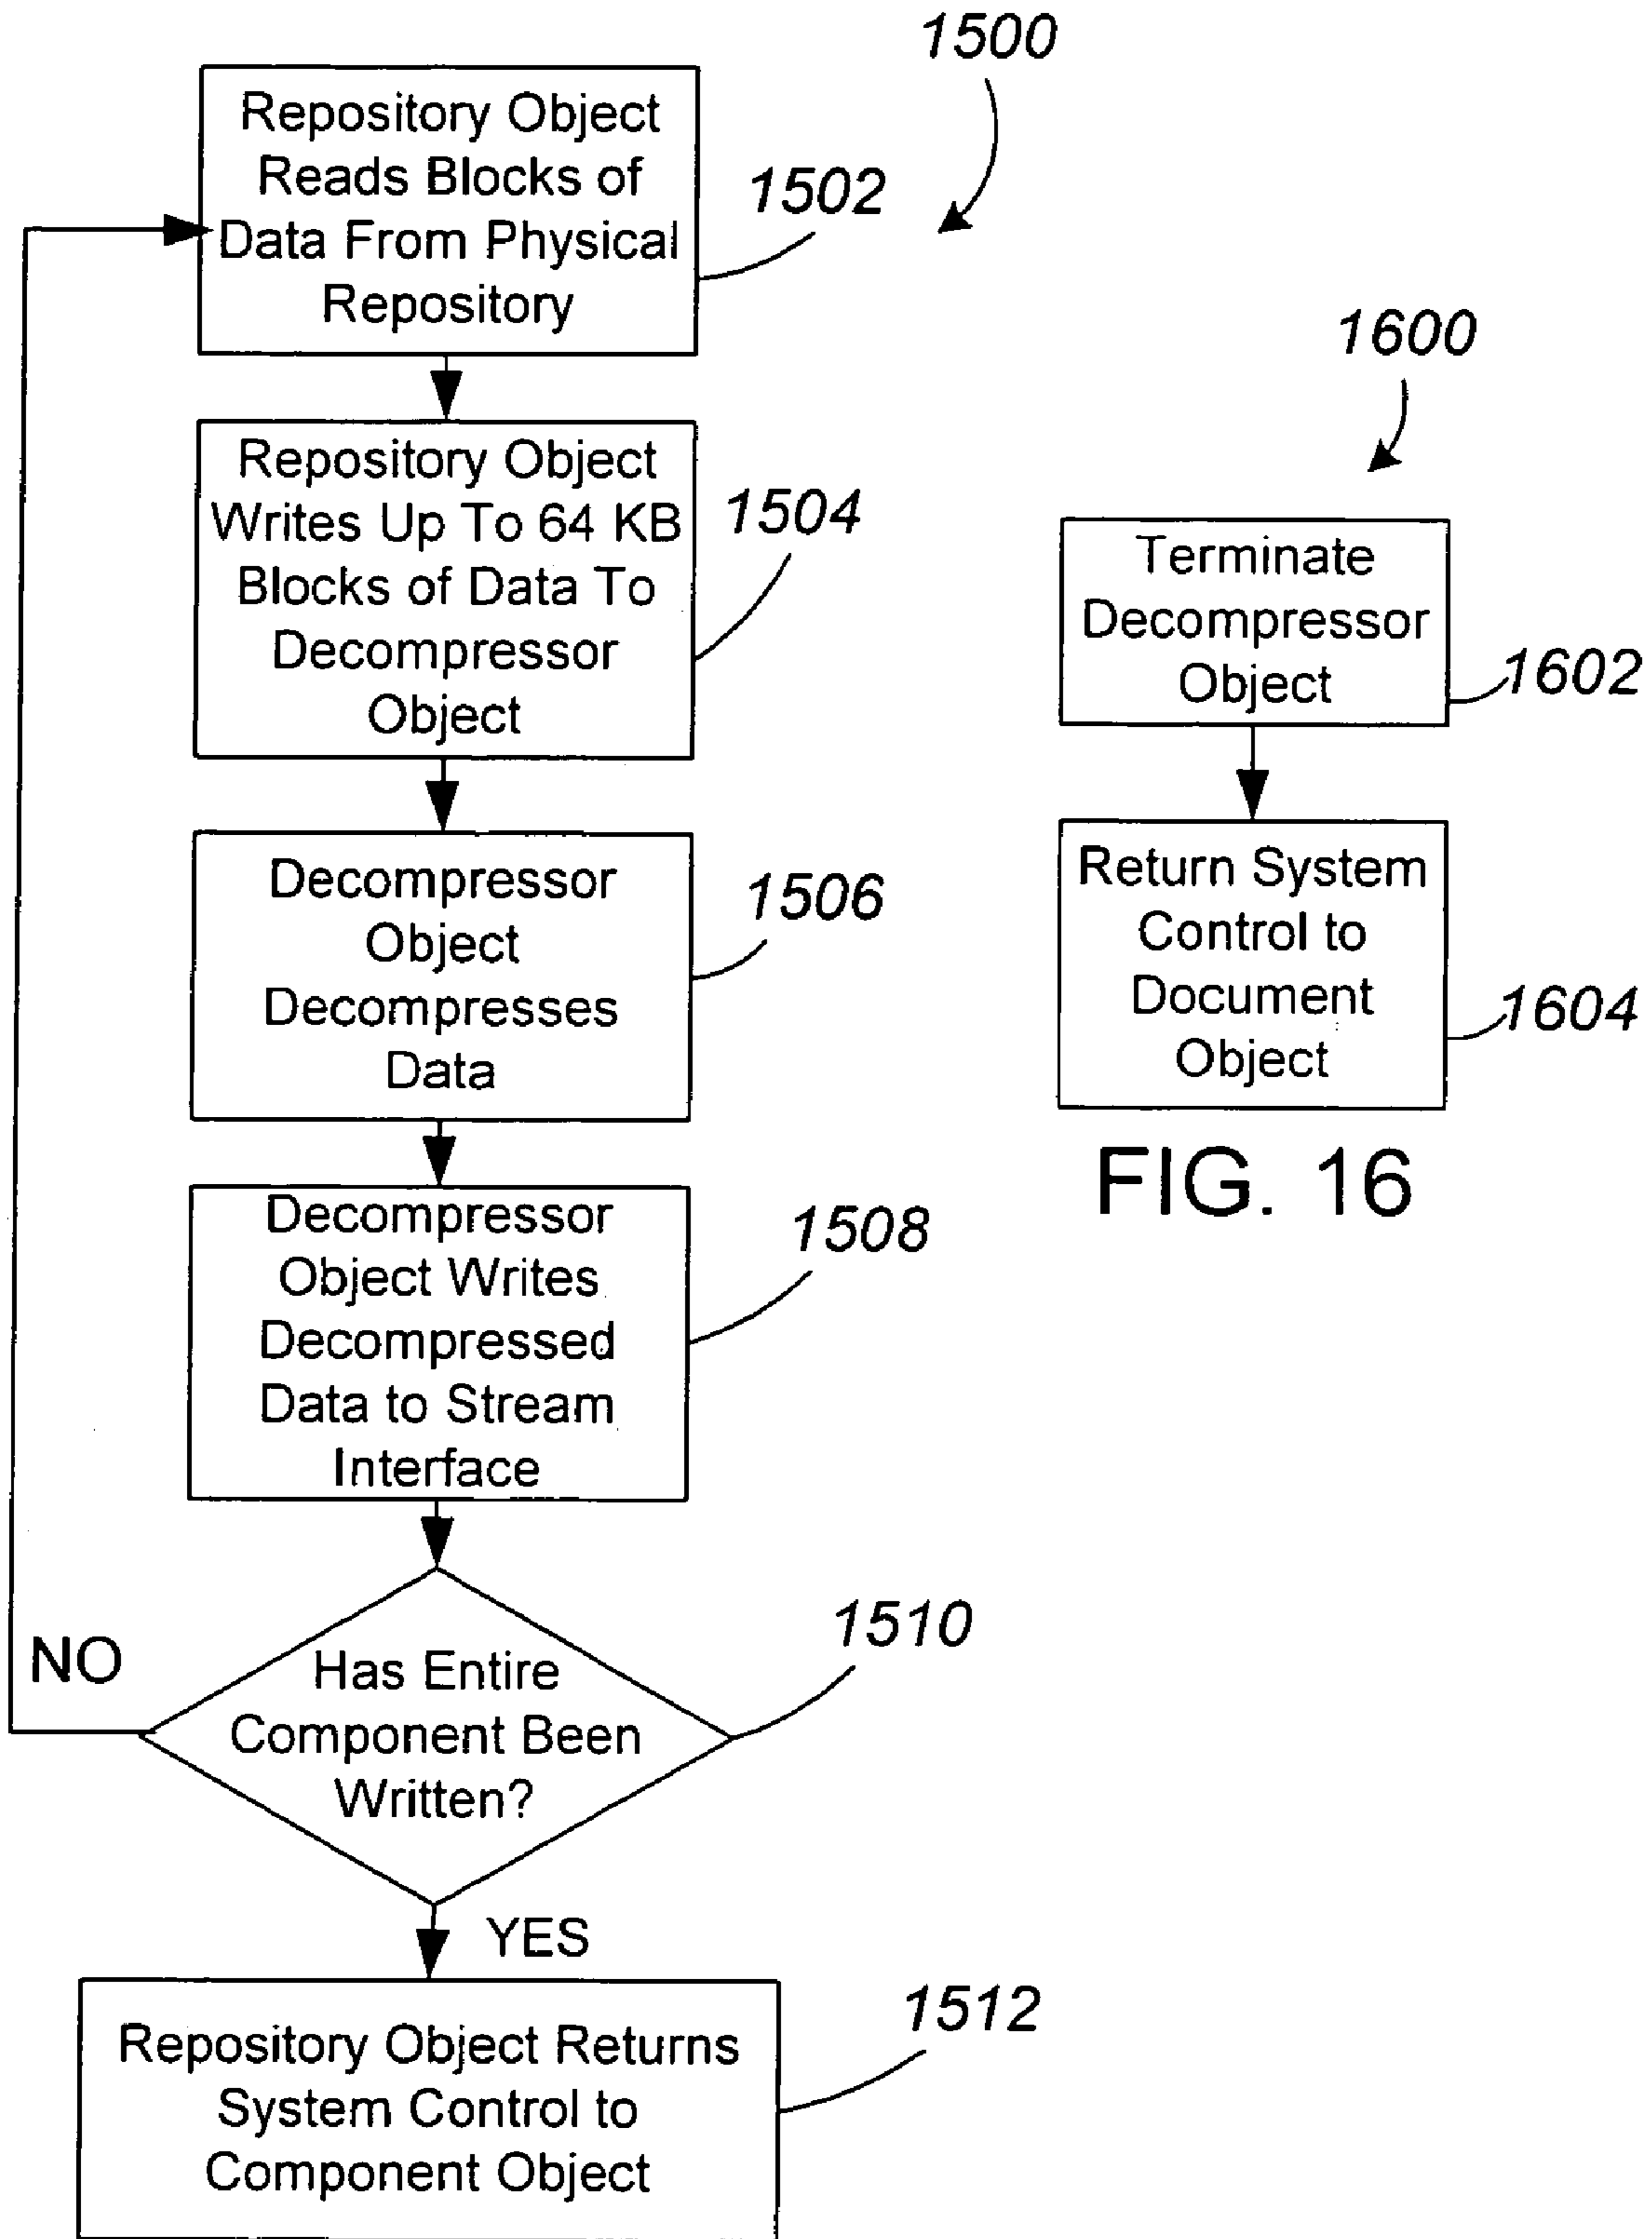 1500
Repository Object
Reads Blocks of
Data From Physical
Repository
1502
Repository Object
Writes Up To 64 KB
Blocks of Data To
Decompressor
Object
1504
Decompressor
Object
Decompresses
Data
1506
Decompressor
Object Writes
Decompressed
Data to Stream
Interface
1508
Has Entire
Component Been
Written?
1510
NO
YES
Repository Object Returns
System Control to
Component Object
1512
1600
Terminate
Decompressor
Object
1602
Return System
Control to
Document
Object
1604
FIG. 16